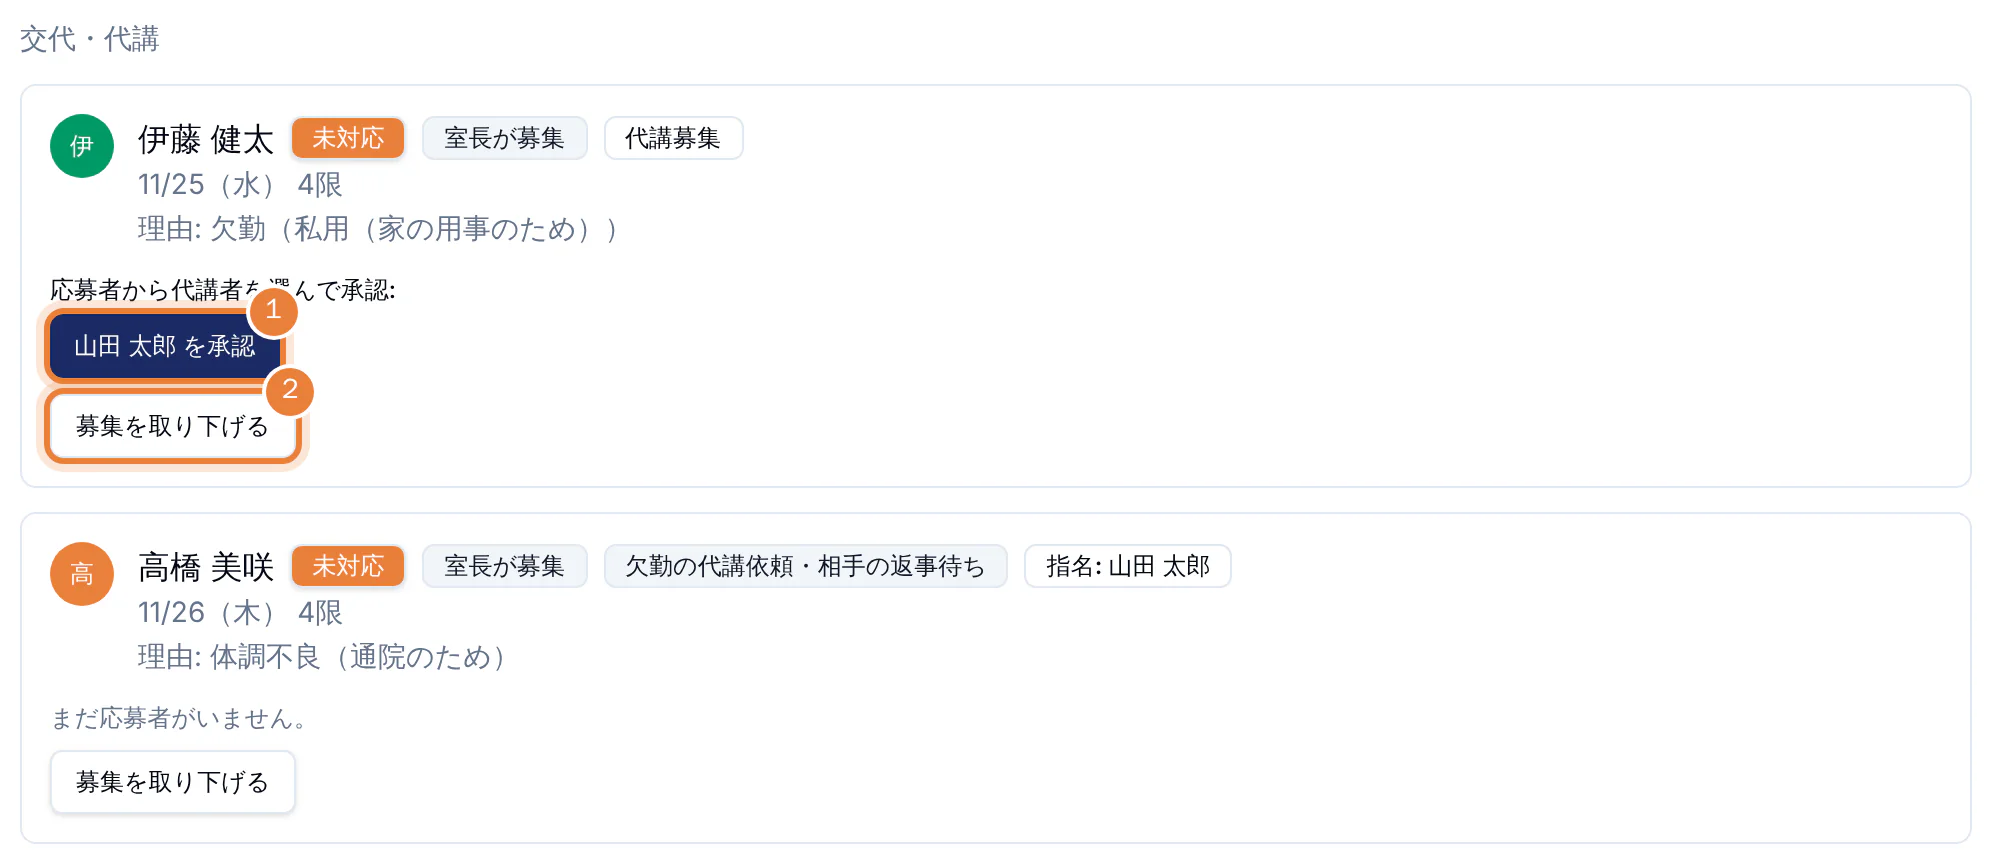 交代・代講
伊 伊藤 健太 未対応 室長が募集 代講募集
11/25（水） 4限
理由: 欠勤（私用（家の用事のため））
応募者から代講者を選んで承認:
1
山田 太郎 を承認
2
募集を取り下げる
高 高橋 美咲 未対応 室長が募集 欠勤の代講依頼・相手の返事待ち 指名: 山田 太郎
11/26（木） 4限
理由: 体調不良（通院のため）
まだ応募者がいません。
募集を取り下げる